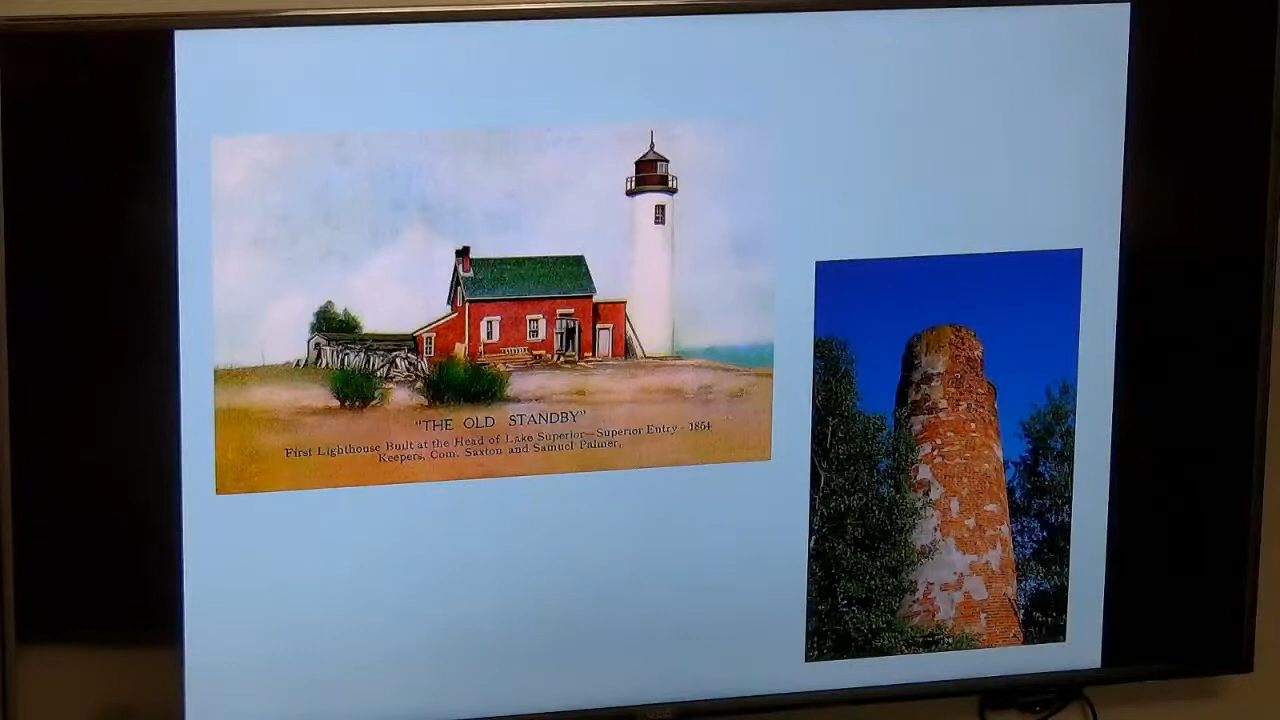 "THE OLD STANDBY"
First Lighthouse Built at the Head of Lake Superior—Superior Entry - 1854
Keepers, Com. Saxton and Samuel Palmer.